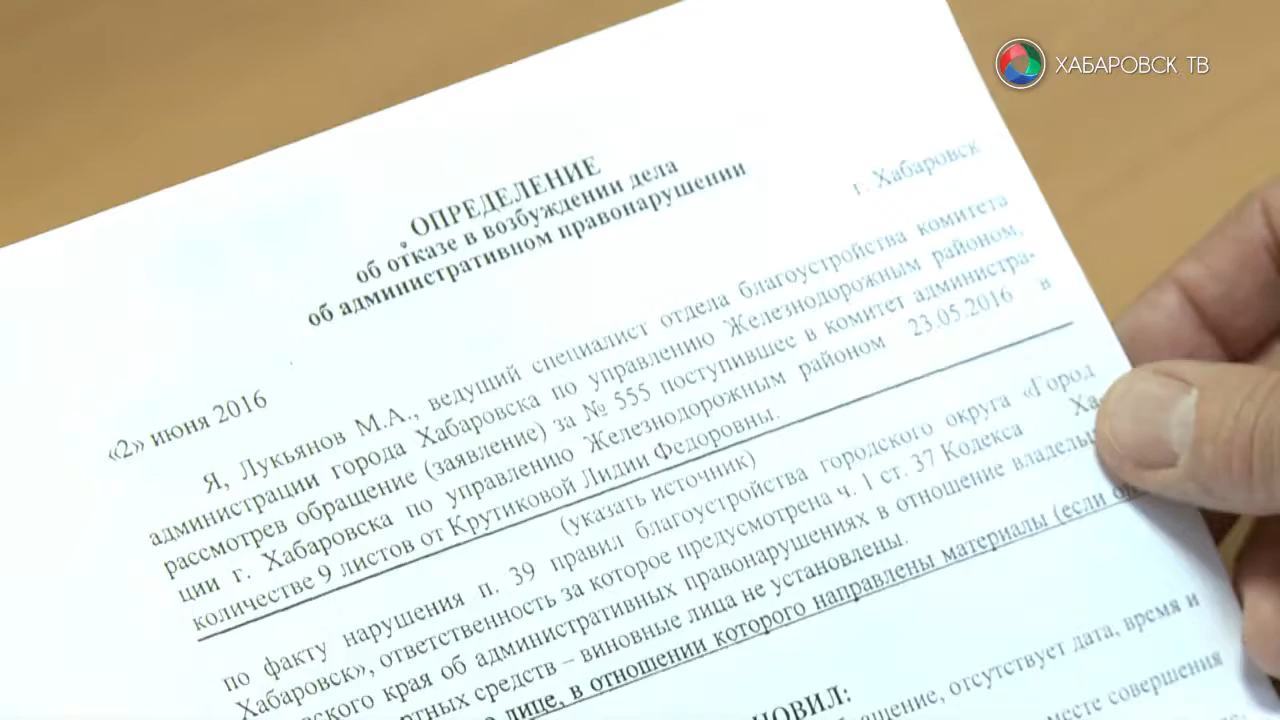 ХАБАРОВСК ТВ
ОПРЕДЕЛЕНИЕ
об отказе в возбуждении дела
об административном правонарушении
г. Хабаровск
«2» июня 2016
Я, Лукьянов М.А., ведущий специалист отдела благоустройства комитета
администрации города Хабаровска по управлению Железнодорожным районом,
рассмотрев обращение (заявление) за № 555 поступившее в комитет администра-
ции г. Хабаровска по управлению Железнодорожным районом 23.05.2016 в
количестве 9 листов от Крутиковой Лидии Федоровны.
(указать источник)
по факту нарушения п. 39 правил благоустройства городского округа «Город
Хабаровск», ответственность за которое предусмотрена ч. 1 ст. 37 Кодекса Ха-
вского края об административных правонарушениях в отношение владель
ртных средств – виновные лица не установлены.
лице, в отношении которого направлены материалы (если
НОВИЛ:
ащение, отсутствует дата, время и
месте совершения